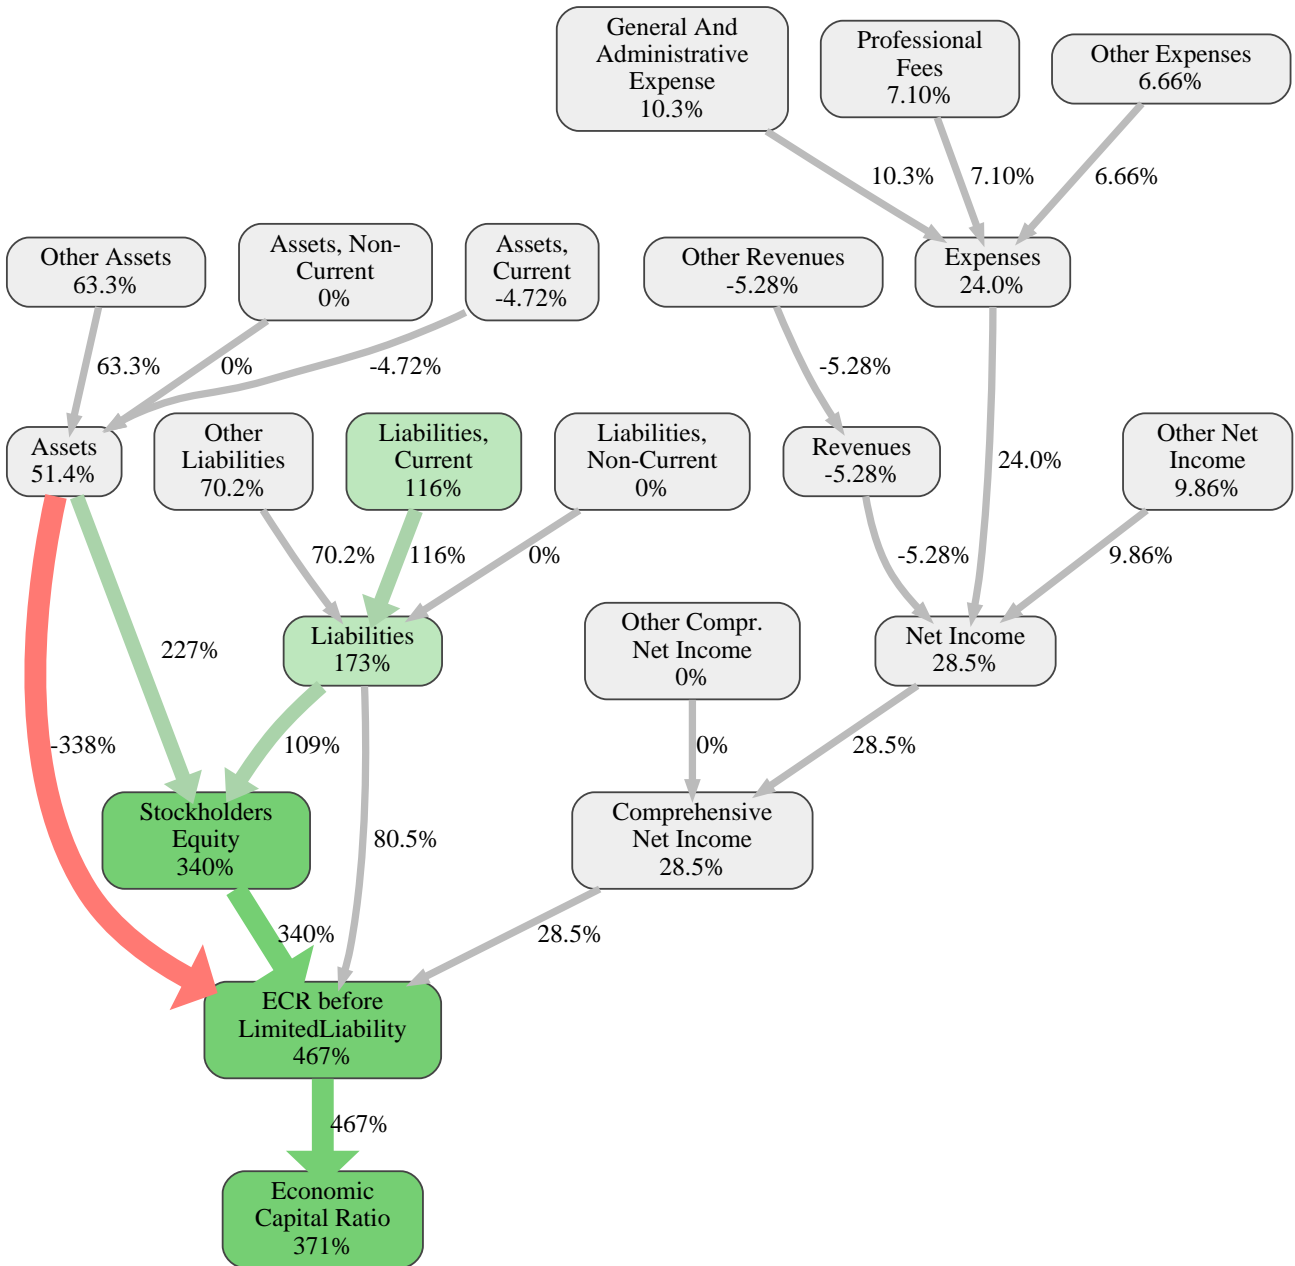 General And
Administrative
Expense
10.3%
Professional
Fees
7.10%
Other Expenses
6.66%
10.3%
7.10%
6.66%
Other Assets
63.3%
Assets, Non-
Current
0%
Assets,
Current
-4.72%
Other Revenues
-5.28%
Expenses
24.0%
63.3%
0%
-4.72%
-5.28%
Assets
51.4%
Other
Liabilities
70.2%
Liabilities,
Current
116%
Liabilities,
Non-Current
0%
Revenues
-5.28%
24.0%
Other Net
Income
9.86%
70.2%
116%
0%
-5.28%
9.86%
227%
Liabilities
173%
Other Compr.
Net Income
0%
Net Income
28.5%
-338%
109%
0%
28.5%
Stockholders
Equity
340%
80.5%
Comprehensive
Net Income
28.5%
340%
28.5%
ECR before
LimitedLiability
467%
467%
Economic
Capital Ratio
371%